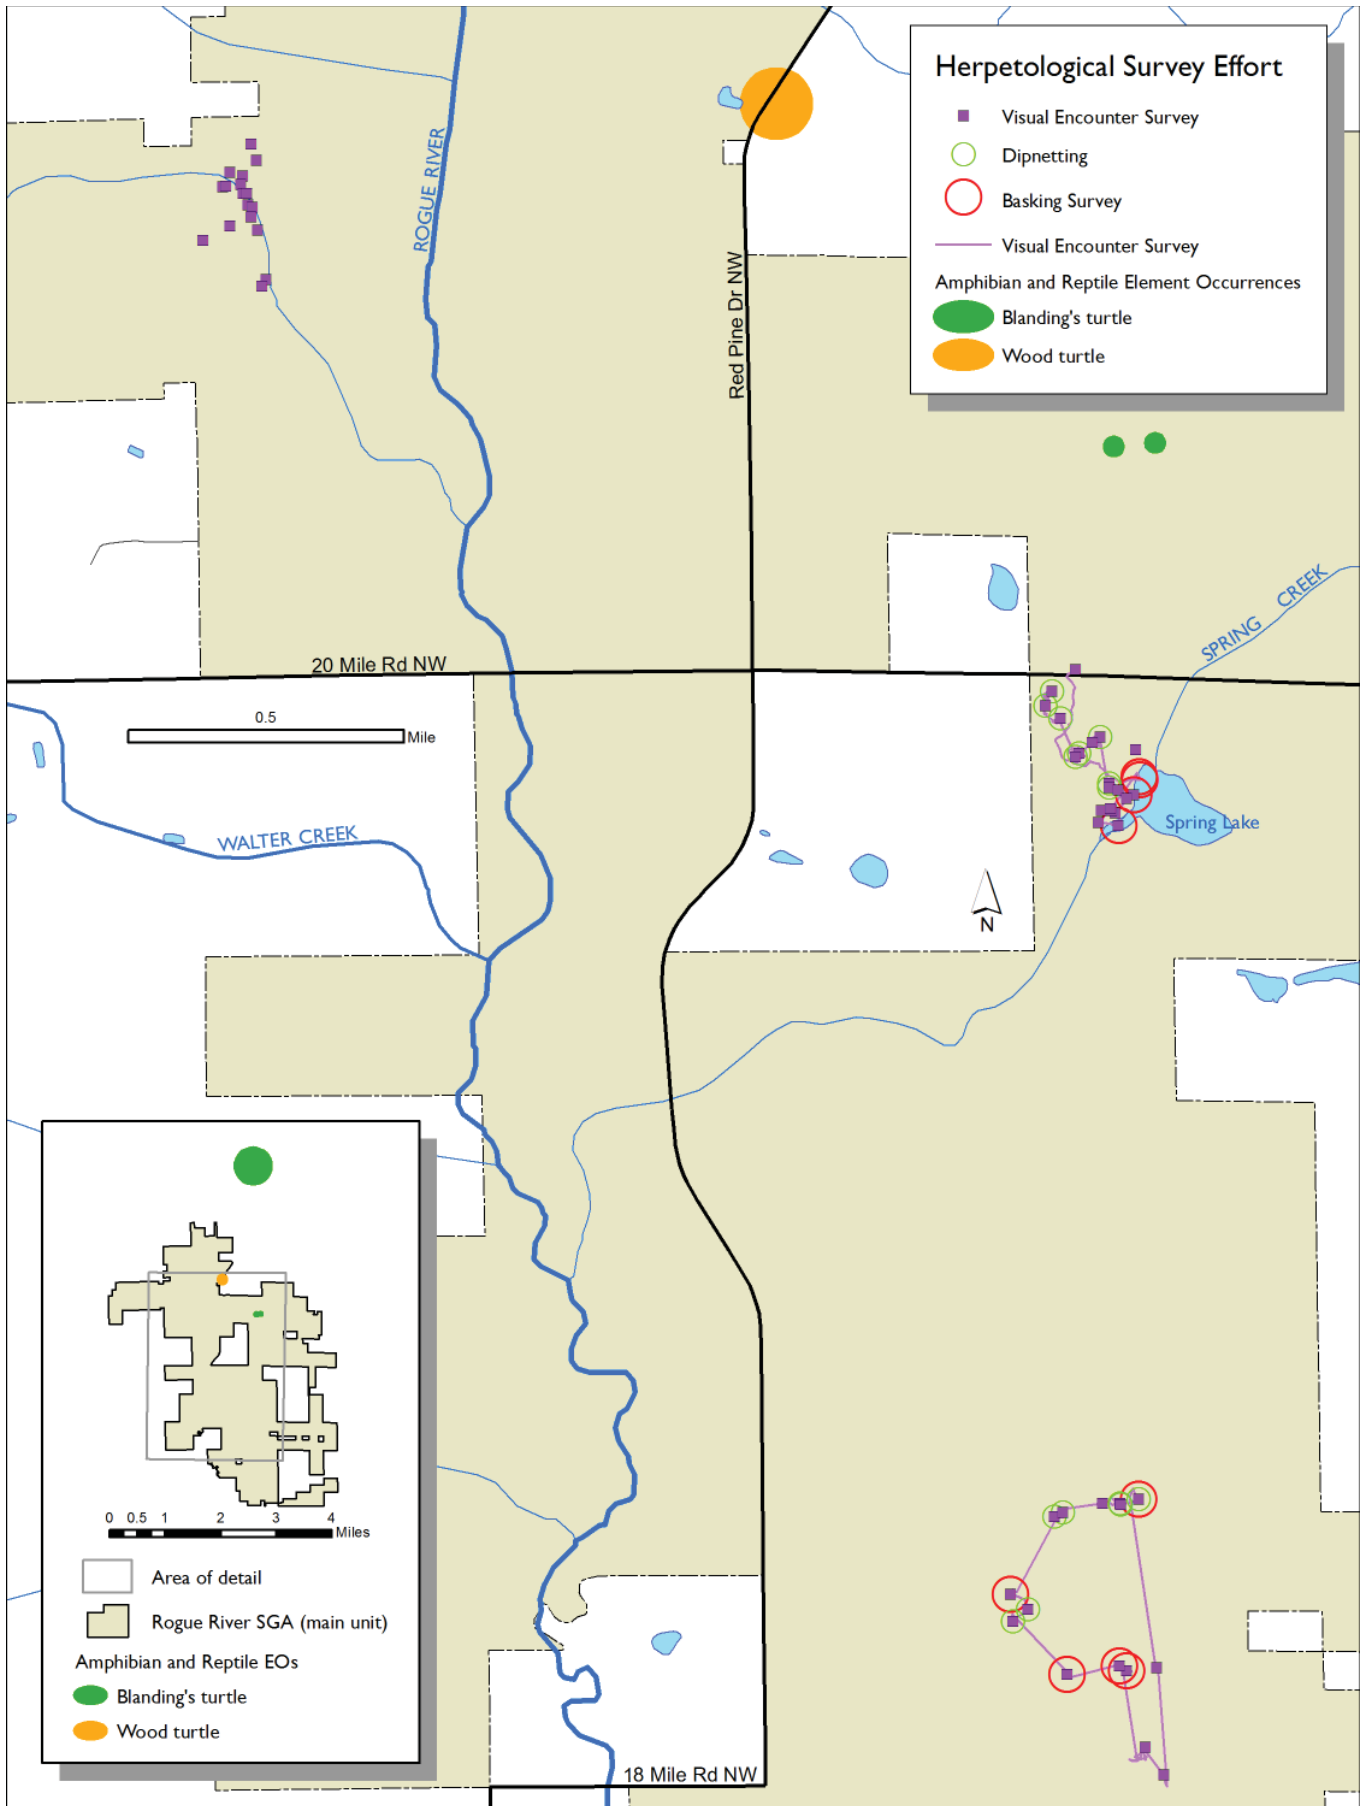 Herpetological Survey Effort
Visual Encounter Survey
Dipnetting
Basking Survey
Visual Encounter Survey
Amphibian and Reptile Element Occurrences
Blanding's turtle
Wood turtle
ROGUE RIVER
Red Pine Dr NW
SPRING CREEK
20 Mile Rd NW
0.5
Mile
WALTER CREEK
Spring Lake
N
0 0.5 1 2 3 4
Miles
Area of detail
Rogue River SGA (main unit)
Amphibian and Reptile EOs
Blanding's turtle
Wood turtle
18 Mile Rd NW